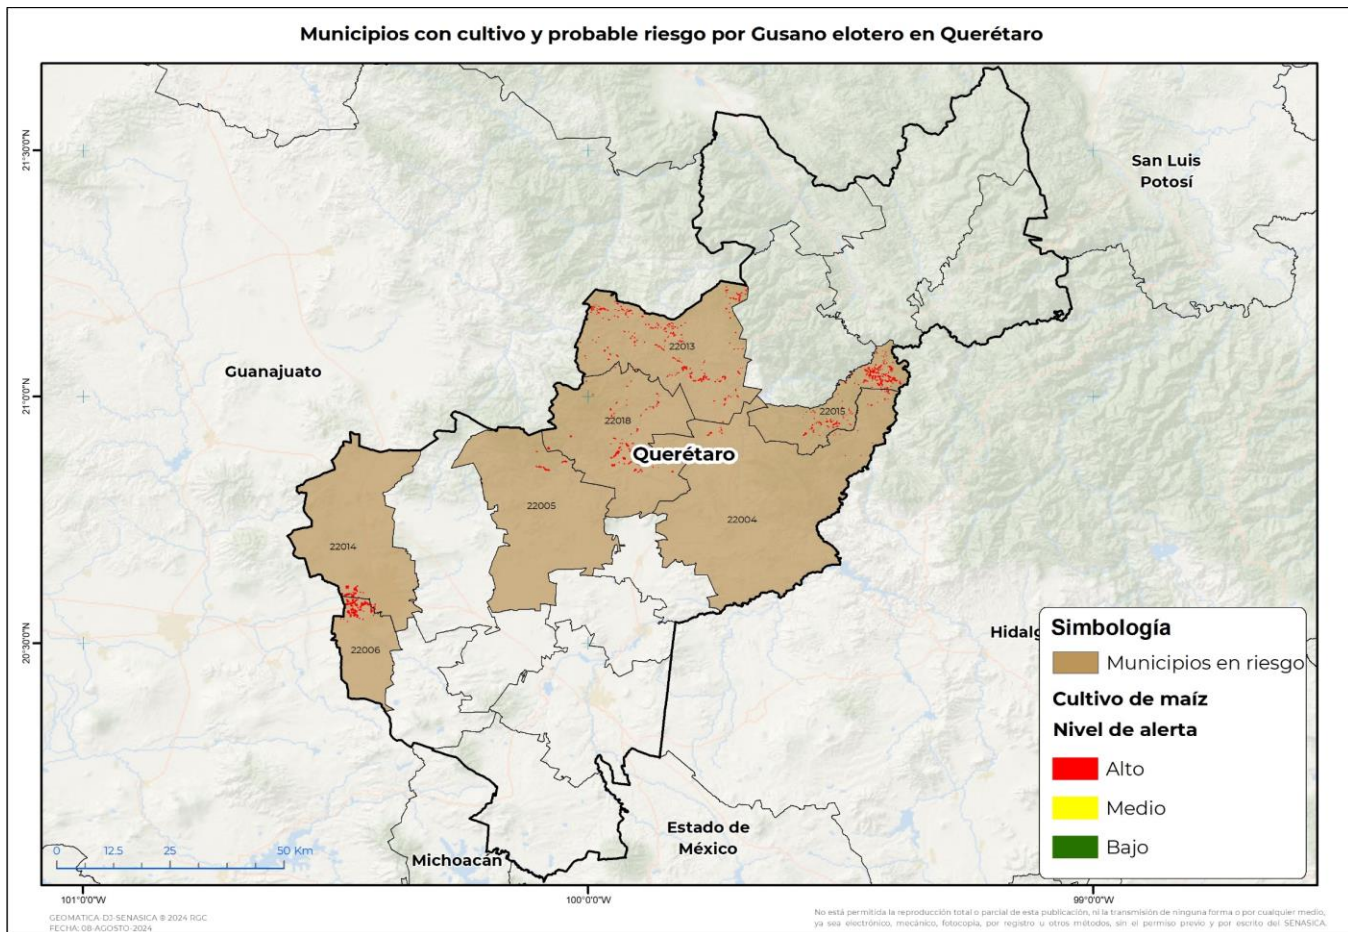 Municipios con cultivo y probable riesgo por Gusano elotero en Querétaro
21°30'0"N
21°0'0"N
20°30'0"N
San Luis
Potosí
Guanajuato
22013
22018
22015
Querétaro
22005
22004
22014
22006
Hidalg
Estado de
México
Michoacán
0 12.5 25 50 Km
Simbología
Municipios en riesgo
Cultivo de maíz
Nivel de alerta
Alto
Medio
Bajo
101°0'0"W
100°0'0"W
99°0'0"W
GEOMATICA-DJ-SENASICA ® 2024 RGC
FECHA: 08-AGOSTO-2024
No está permitida la reproducción total o parcial de esta publicación, ni la transmisión de ninguna forma o por cualquier medio,
ya sea electrónico, mecánico, fotocopia, por registro u otros métodos, sin el permiso previo y por escrito del SENASICA.